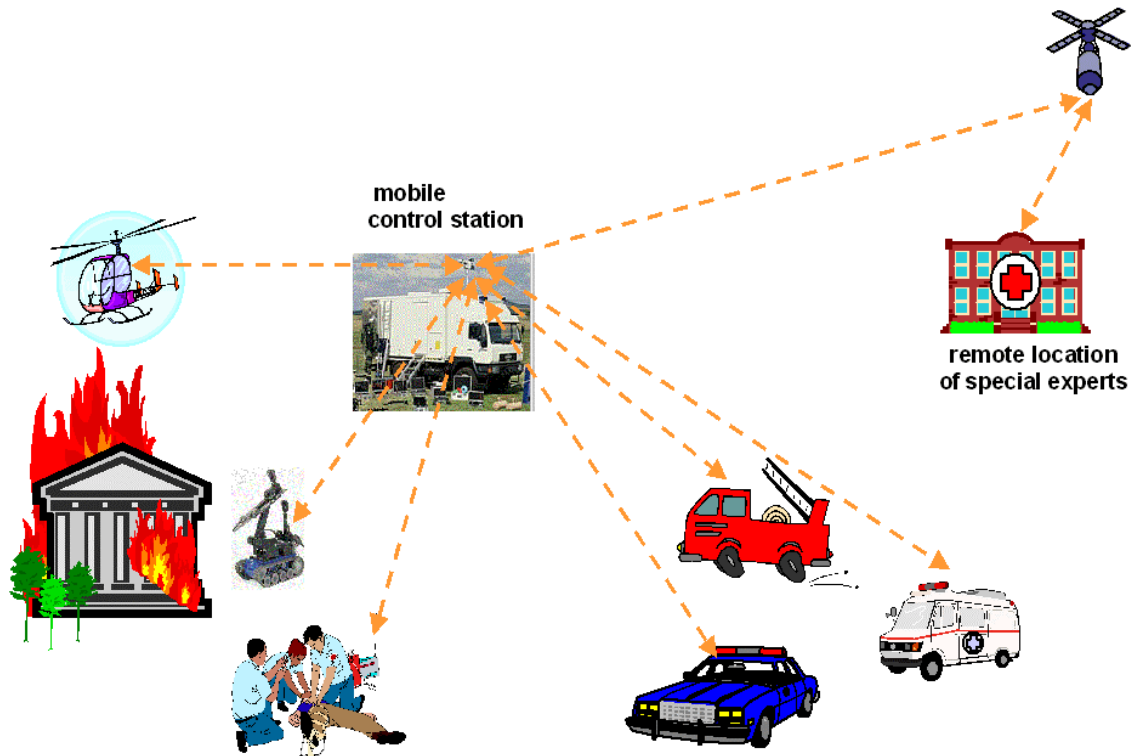 mobile
control station
remote location
of special experts